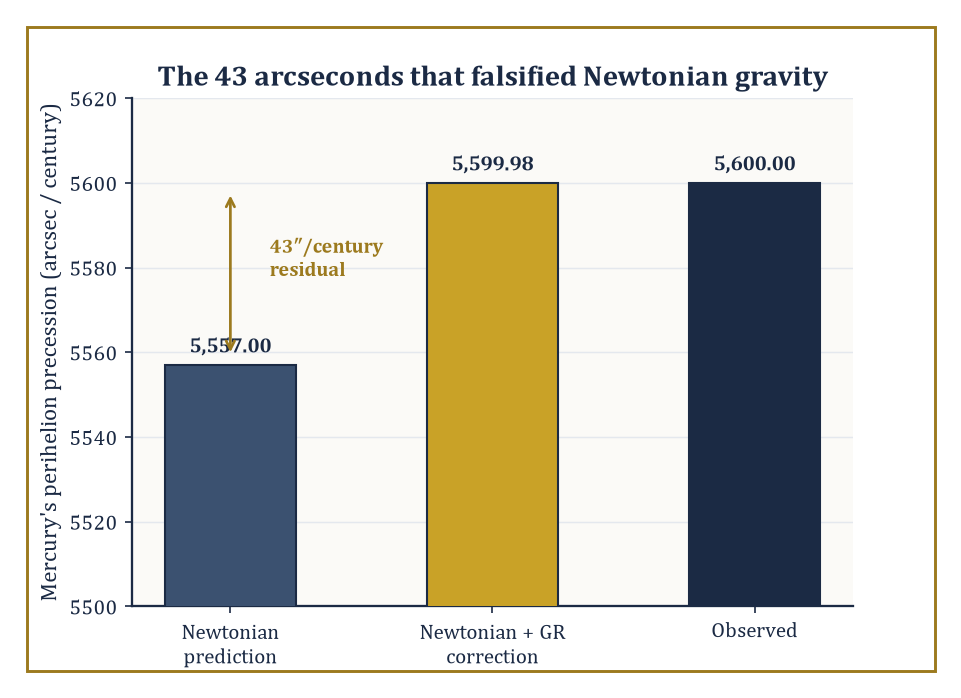 The 43 arcseconds that falsified Newtonian gravity
Mercury's perihelion precession (arcsec / century)
5620
5600
5580
5560
5540
5520
5500
5,557.00
43″/century
residual
5,599.98
5,600.00
Newtonian
prediction
Newtonian + GR
correction
Observed